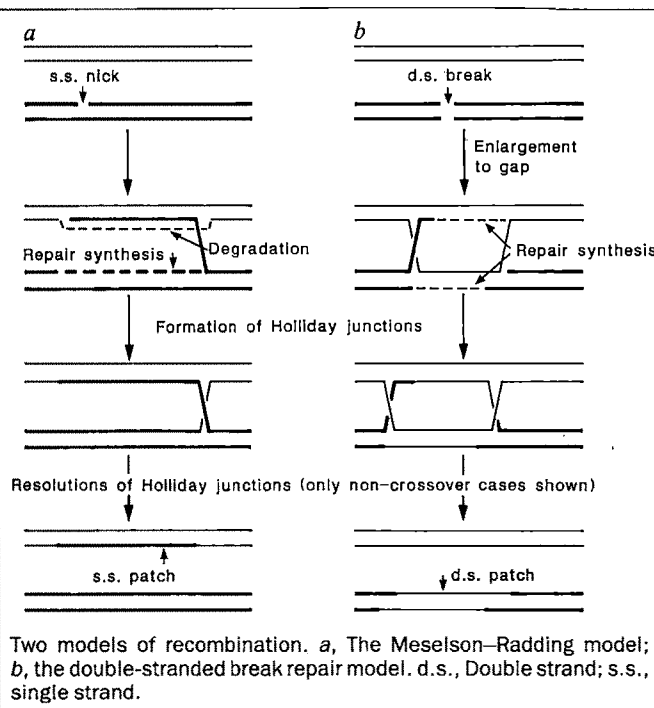 a
b
s.s. nick
d.s. break
Enlargement
to gap
Degradation
Repair synthesis
Repair synthesis
Formation of Holliday junctions
Resolutions of Holliday junctions (only non-crossover cases shown)
s.s. patch
d.s. patch
Two models of recombination. a, The Meselson–Radding model;
b, the double-stranded break repair model. d.s., Double strand; s.s.,
single strand.